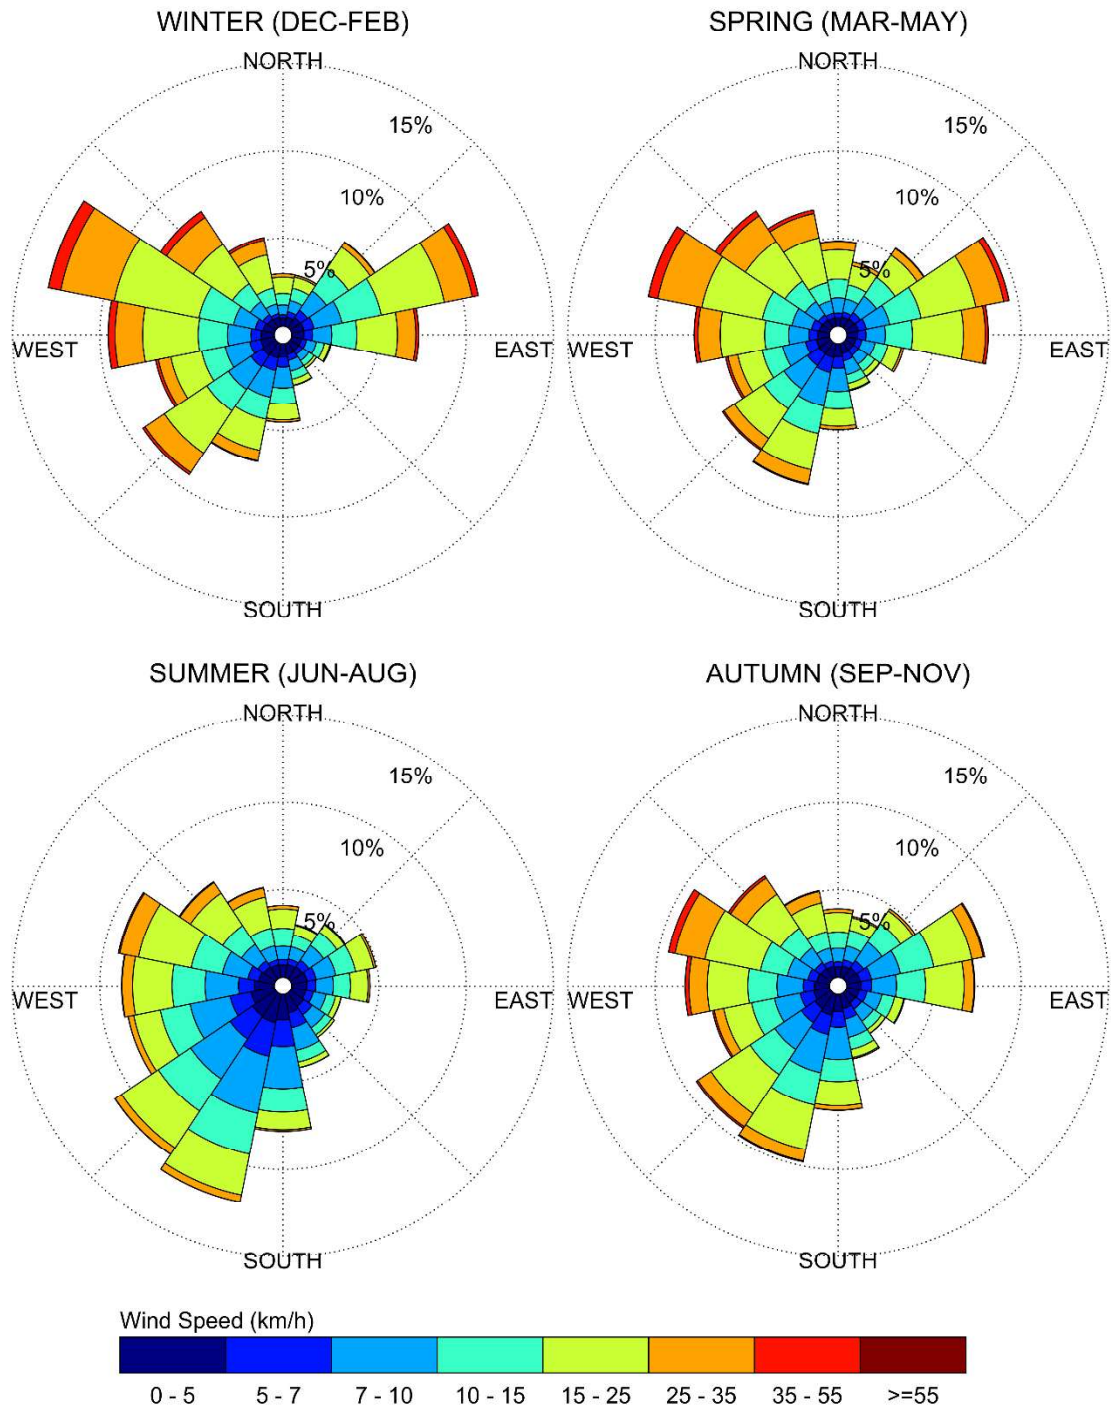 WINTER (DEC-FEB)
NORTH
15%
10%
5%
WEST
EAST
SOUTH
SPRING (MAR-MAY)
NORTH
15%
10%
5%
WEST
EAST
SOUTH
SUMMER (JUN-AUG)
NORTH
15%
10%
5%
WEST
EAST
SOUTH
AUTUMN (SEP-NOV)
NORTH
15%
10%
5%
WEST
EAST
SOUTH
Wind Speed (km/h)
0 - 5 5 - 7 7 - 10 10 - 15 15 - 25 25 - 35 35 - 55 >=55